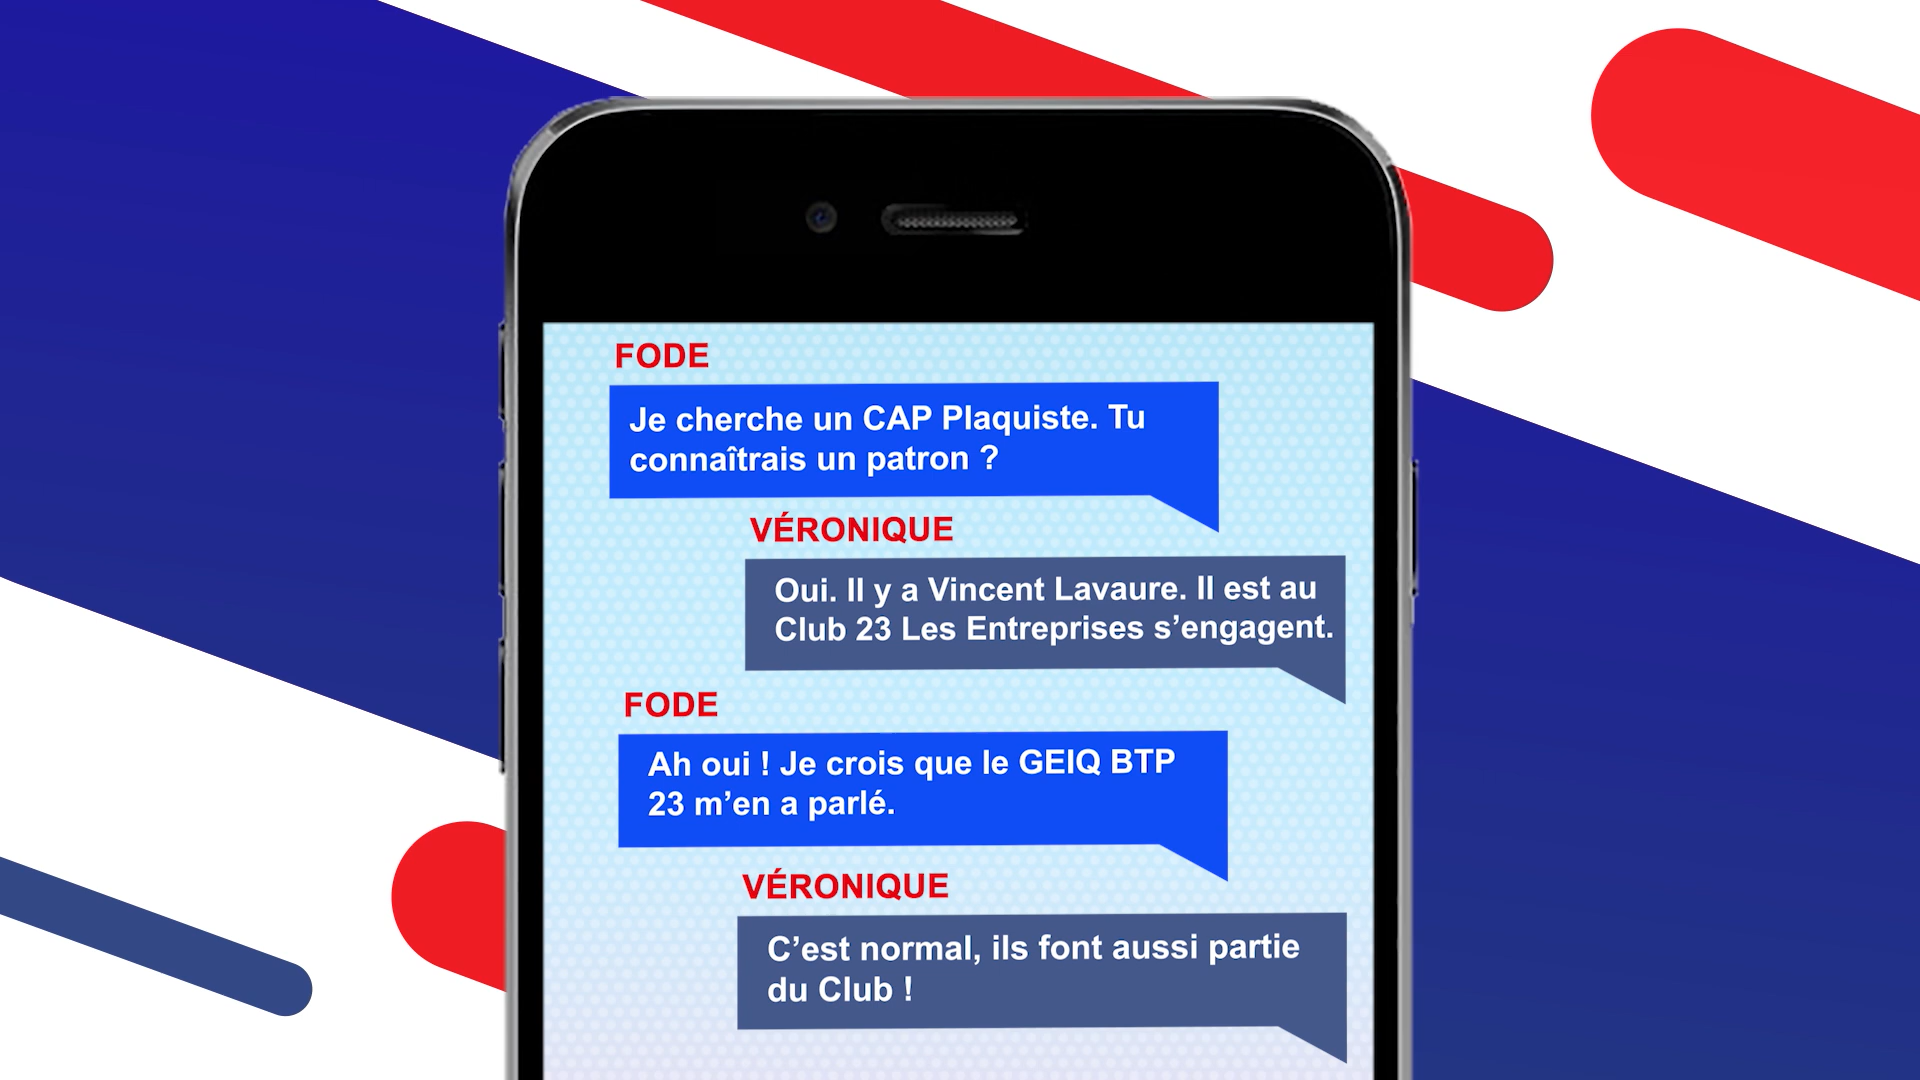 FODE
Je cherche un CAP Plaquiste. Tu
connaîtrais un patron ?
VÉRONIQUE
Oui. Il y a Vincent Lavaure. Il est au
Club 23 Les Entreprises s’engagent.
FODE
Ah oui ! Je crois que le GEIQ BTP
23 m’en a parlé.
VÉRONIQUE
C’est normal, ils font aussi partie
du Club !